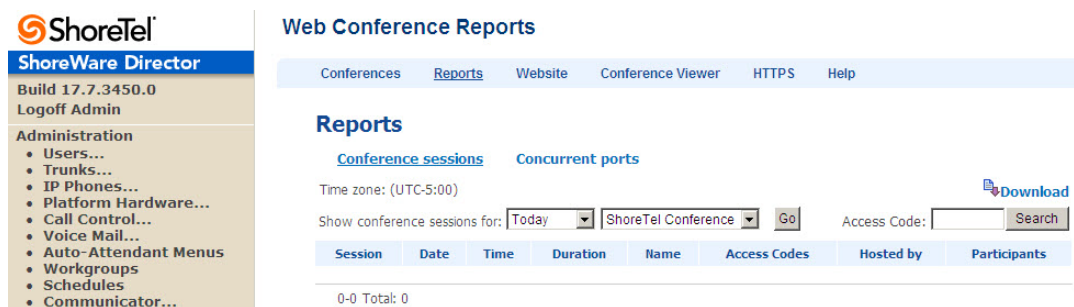 ShoreTel
ShoreWare Director
Build 17.7.3450.0
Logoff Admin
Administration
• Users...
• Trunks...
• IP Phones...
• Platform Hardware...
• Call Control...
• Voice Mail...
• Auto-Attendant Menus
• Workgroups
• Schedules
• Communicator...
Web Conference Reports
Conferences Reports Website Conference Viewer HTTPS Help
Reports
Conference sessions Concurrent ports
Time zone: (UTC-5:00) Download
Show conference sessions for: Today ShoreTel Conference Go Access Code: Search
Session Date Time Duration Name Access Codes Hosted by Participants
0-0 Total: 0